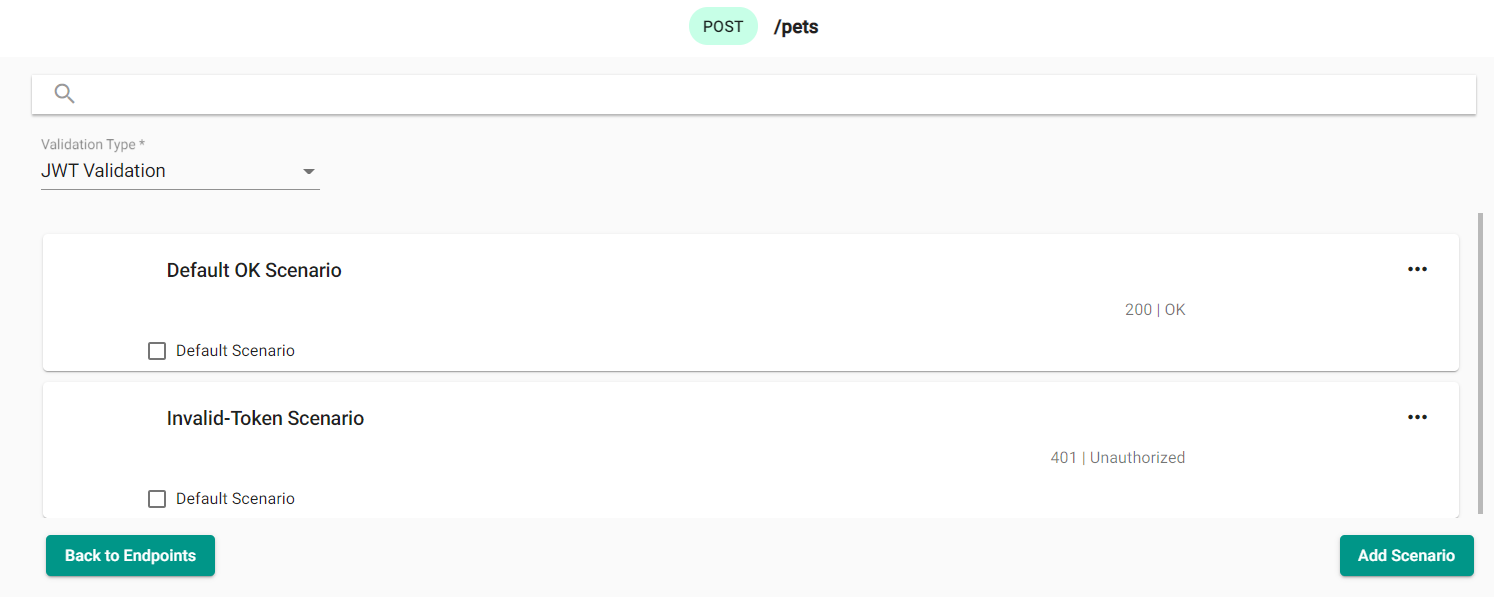 POST /pets
Validation Type *
JWT Validation
Default OK Scenario
200 | OK
Default Scenario
Invalid-Token Scenario
401 | Unauthorized
Default Scenario
Back to Endpoints
Add Scenario